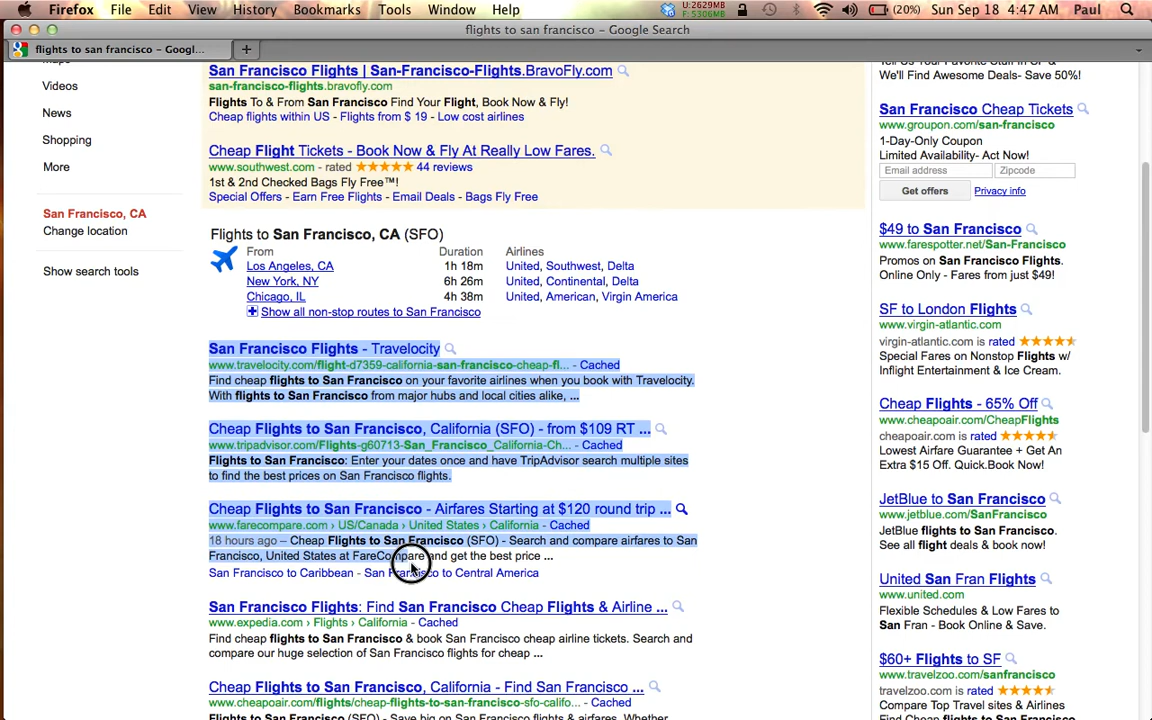 Firefox File Edit View History Bookmarks Tools Window Help
U:2629MB
F:5306MB
(20%) Sun Sep 18 4:47 AM Paul
flights to san francisco – Google Search
flights to san francisco – Googl...
Videos
News
Shopping
More
San Francisco, CA
Change location
Show search tools
San Francisco Flights | San-Francisco-Flights.BravoFly.com
san-francisco-flights.bravofly.com
Flights To & From San Francisco Find Your Flight, Book Now & Fly!
Cheap flights within US - Flights from $ 19 - Low cost airlines
Cheap Flight Tickets - Book Now & Fly At Really Low Fares.
www.southwest.com - rated 44 reviews
1st & 2nd Checked Bags Fly Free™!
Special Offers - Earn Free Flights - Email Deals - Bags Fly Free
Flights to San Francisco, CA (SFO)
From Duration Airlines
Los Angeles, CA 1h 18m United, Southwest, Delta
New York, NY 6h 26m United, Continental, Delta
Chicago, IL 4h 38m United, American, Virgin America
Show all non-stop routes to San Francisco
San Francisco Flights - Travelocity
www.travelocity.com/flight-d7359-california-san-francisco-cheap-fl... - Cached
Find cheap flights to San Francisco on your favorite airlines when you book with Travelocity.
With flights to San Francisco from major hubs and local cities alike, ...
Cheap Flights to San Francisco, California (SFO) - from $109 RT ...
www.tripadvisor.com/Flights-g60713-San_Francisco_California-Ch... - Cached
Flights to San Francisco: Enter your dates once and have TripAdvisor search multiple sites
to find the best prices on San Francisco flights.
Cheap Flights to San Francisco - Airfares Starting at $120 round trip ...
www.farecompare.com › US/Canada › United States › California - Cached
18 hours ago – Cheap Flights to San Francisco (SFO) - Search and compare airfares to San
Francisco, United States at FareCompare and get the best price ...
San Francisco to Caribbean - San Francisco to Central America
San Francisco Flights: Find San Francisco Cheap Flights & Airline ...
www.expedia.com › Flights › California - Cached
Find cheap flights to San Francisco & book San Francisco cheap airline tickets. Search and
compare our huge selection of San Francisco flights for cheap ...
Cheap Flights to San Francisco, California - Find San Francisco ...
www.cheapoair.com/flights/cheap-flights-to-san-francisco-sfo-califo... - Cached
Flights to San Francisco (SFO) - Save big on San Francisco flights & airfares. Whether
We'll Find Awesome Deals- Save 50%!
San Francisco Cheap Tickets
www.groupon.com/san-francisco
1-Day-Only Coupon
Limited Availability- Act Now!
Email address Zipcode
Get offers Privacy info
$49 to San Francisco
www.farespotter.net/San-Francisco
Promos on San Francisco Flights.
Online Only - Fares from just $49!
SF to London Flights
www.virgin-atlantic.com
virgin-atlantic.com is rated
Special Fares on Nonstop Flights w/
Inflight Entertainment & Ice Cream.
Cheap Flights - 65% Off
www.cheapoair.com/CheapFlights
cheapoair.com is rated
Lowest Airfare Guarantee + Get An
Extra $15 Off. Quick.Book Now!
JetBlue to San Francisco
www.jetblue.com/SanFrancisco
JetBlue flights to San Francisco.
See all flight deals & book now!
United San Fran Flights
www.united.com
Flexible Schedules & Low Fares to
San Fran - Book Online & Save.
$60+ Flights to SF
www.travelzoo.com/sanfrancisco
travelzoo.com is rated
Compare Top Travel sites & Airlines